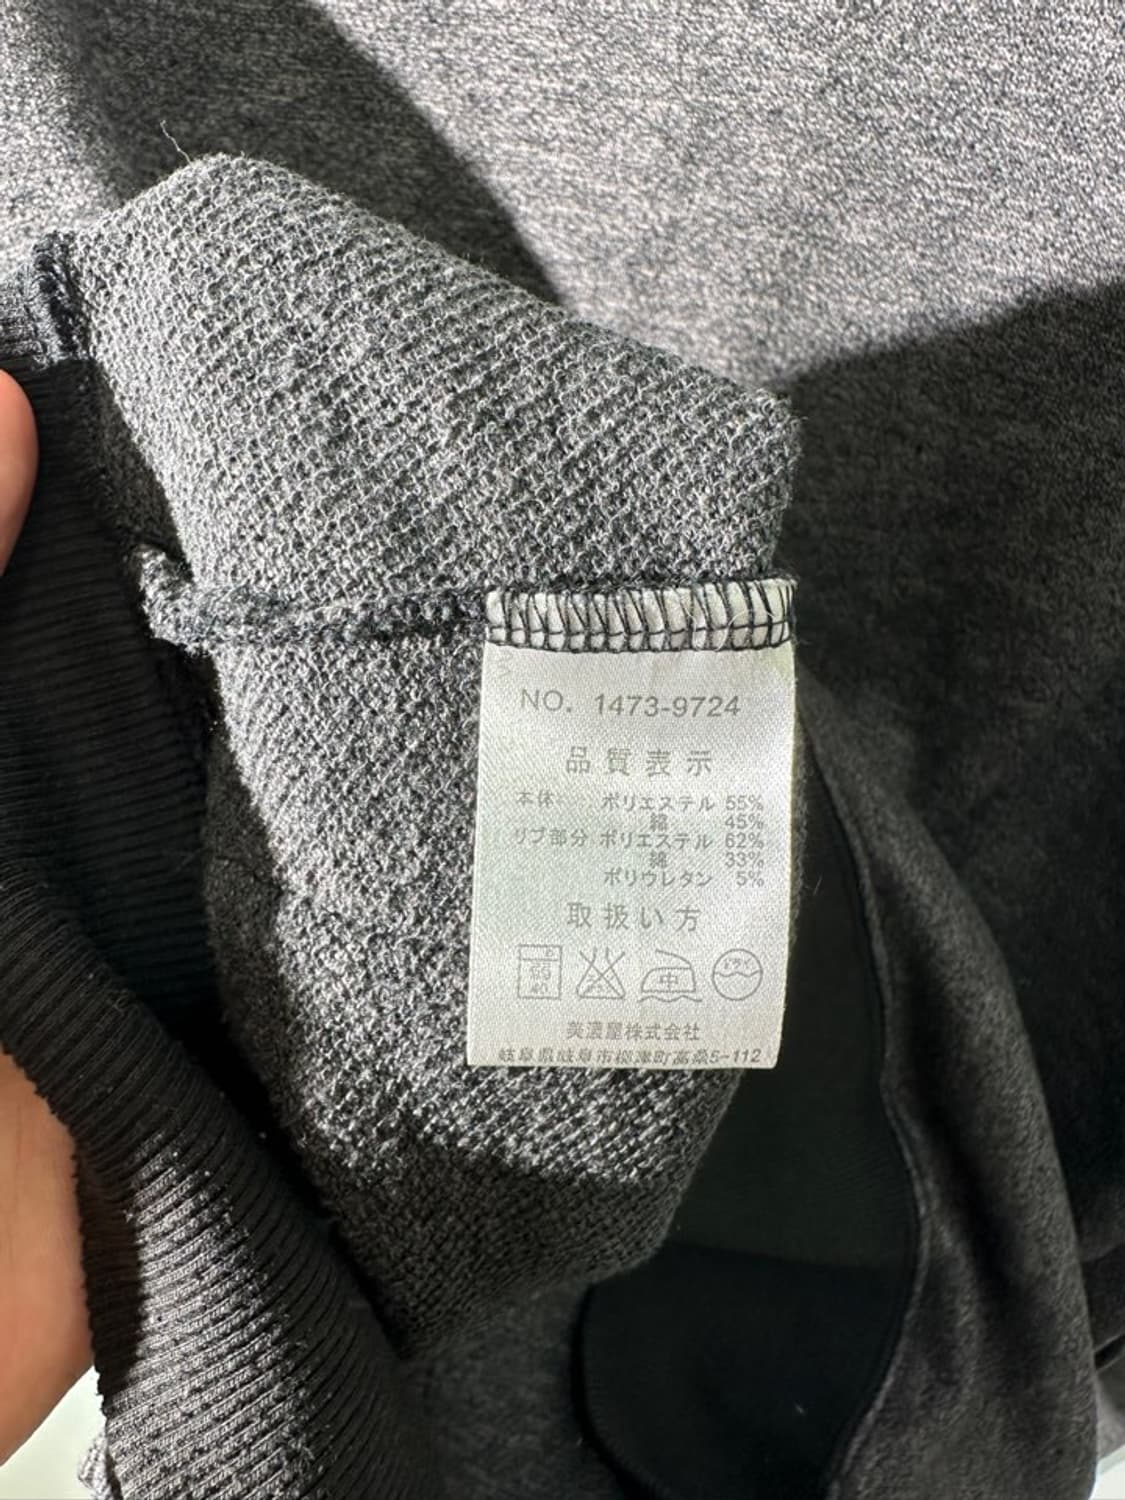 NO. 1473-9724
品質表示
本体 ポリエステル 55%
綿 45%
リブ部分 ポリエステル 62%
綿 33%
ポリウレタン 5%
取扱い方
中
美濃屋株式会社
岐阜県岐阜市柳津町高桑5-112